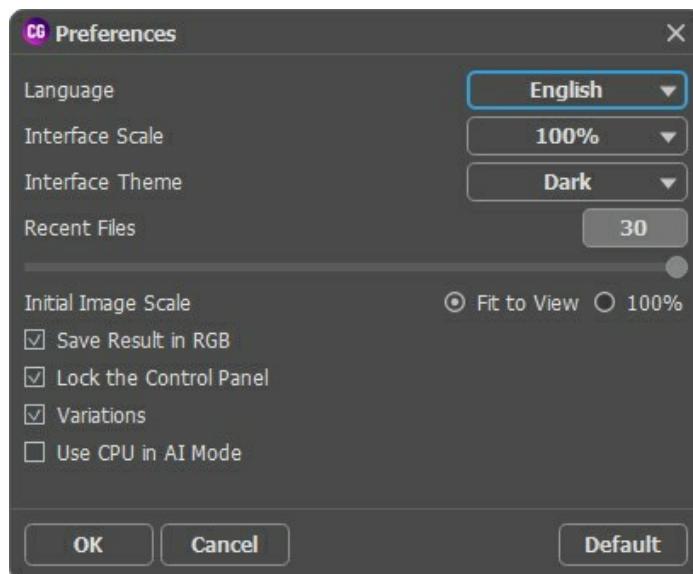 CG Preferences
Language English
Interface Scale 100%
Interface Theme Dark
Recent Files 30
Initial Image Scale Fit to View 100%
Save Result in RGB
Lock the Control Panel
Variations
Use CPU in AI Mode
OK Cancel Default